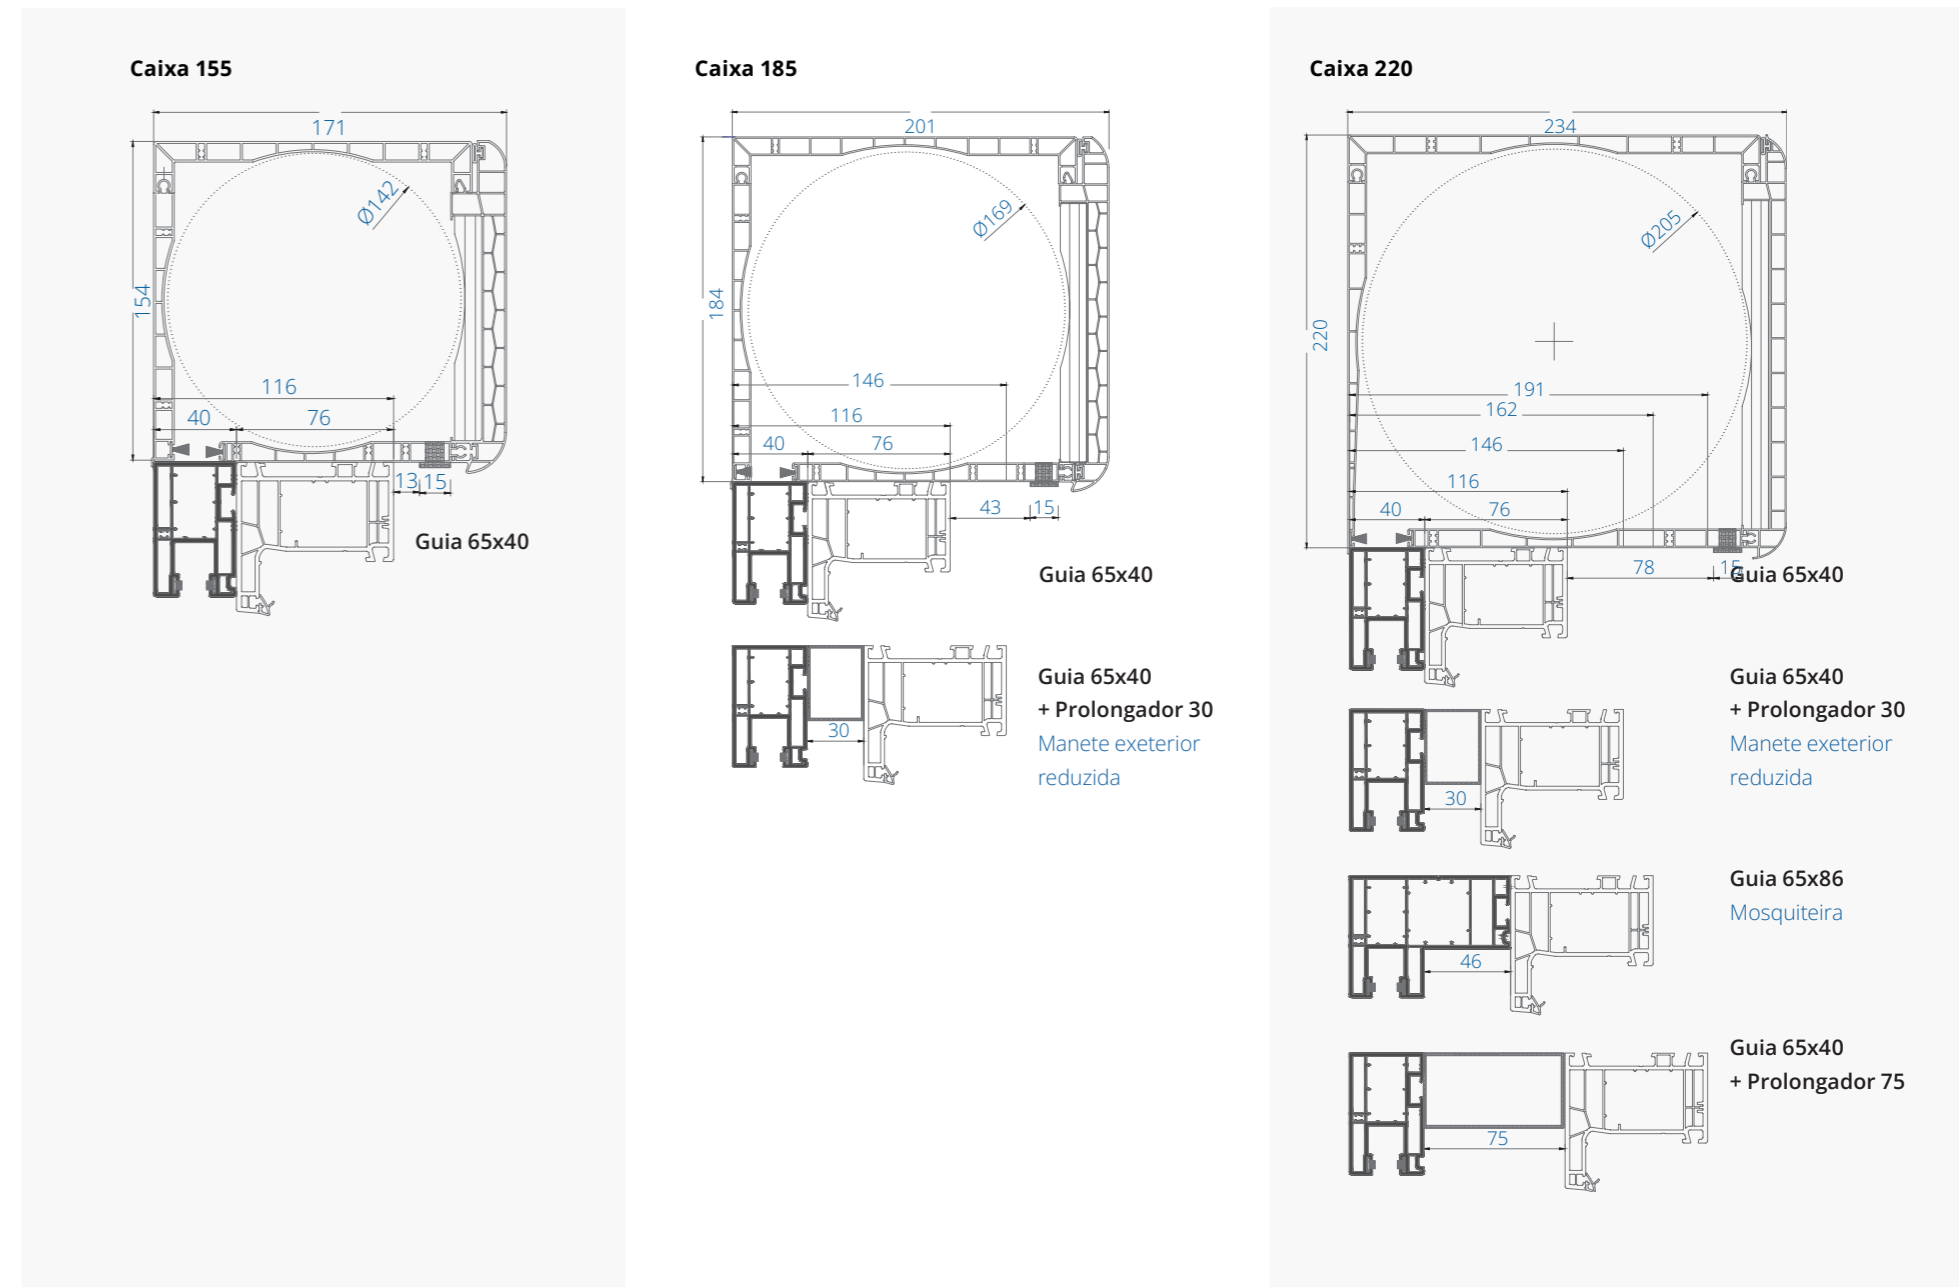 Caixa 155
171
Ø142
154
116
40
76
13
15
Guia 65x40
Caixa 185
201
Ø169
184
146
116
40
76
43
15
Guia 65x40
Guia 65x40
+ Prolongador 30
Manete exeterior
reduzida
30
Caixa 220
234
Ø205
220
191
162
146
116
40
76
78
15
Guia 65x40
Guia 65x40
+ Prolongador 30
Manete exeterior
reduzida
30
Guia 65x86
Mosquiteira
46
Guia 65x40
+ Prolongador 75
75